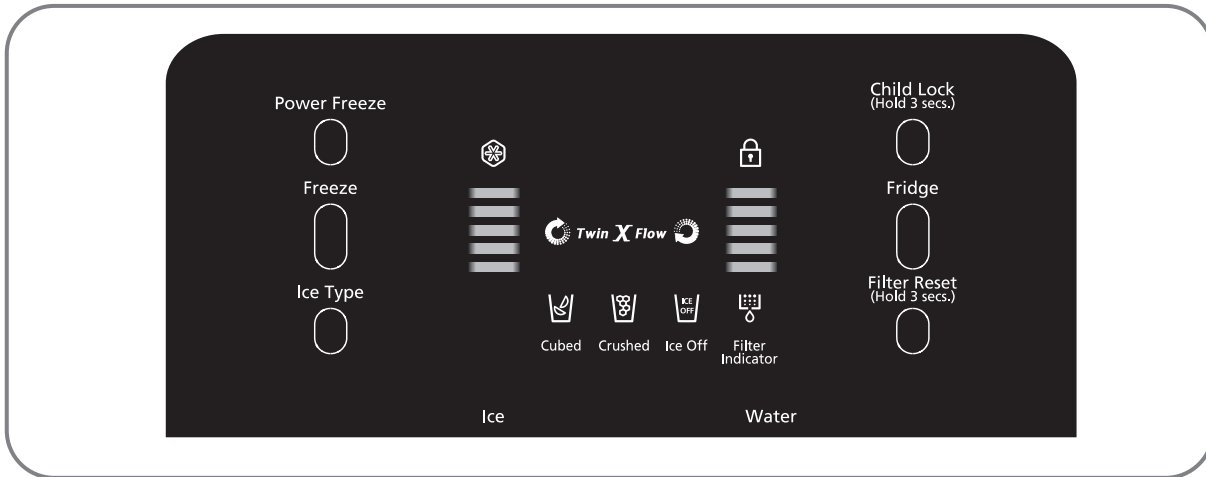 Power Freeze
Child Lock
(Hold 3 secs.)
Freeze
Fridge
Twin X Flow
Ice Type
Filter Reset
(Hold 3 secs.)
ICE
OFF
Cubed
Crushed
Ice Off
Filter
Indicator
Ice
Water